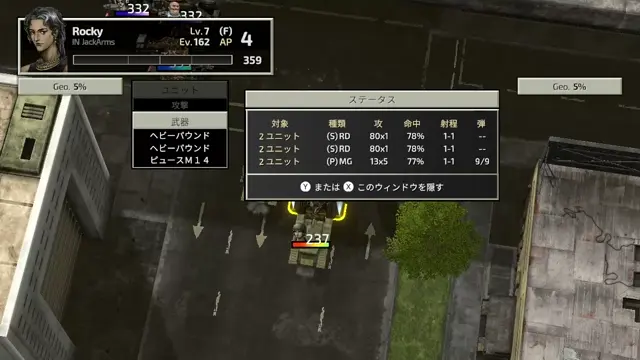 332
332
Rocky
Lv.7 (F)
IN JackArms
Ev.162 AP 4
359
Geo. 5%
Geo. 5%
ユニット
攻撃
武器
ヘビーパウンド
ヘビーパウンド
ピュースM14
ステータス
対象 種類 攻 命中 射程 弾
2 ユニット (S)RD 80x1 78% 1-1 --
2 ユニット (S)RD 80x1 78% 1-1 --
2 ユニット (P)MG 13x5 77% 1-1 9/9
Y または X このウィンドウを隠す
237